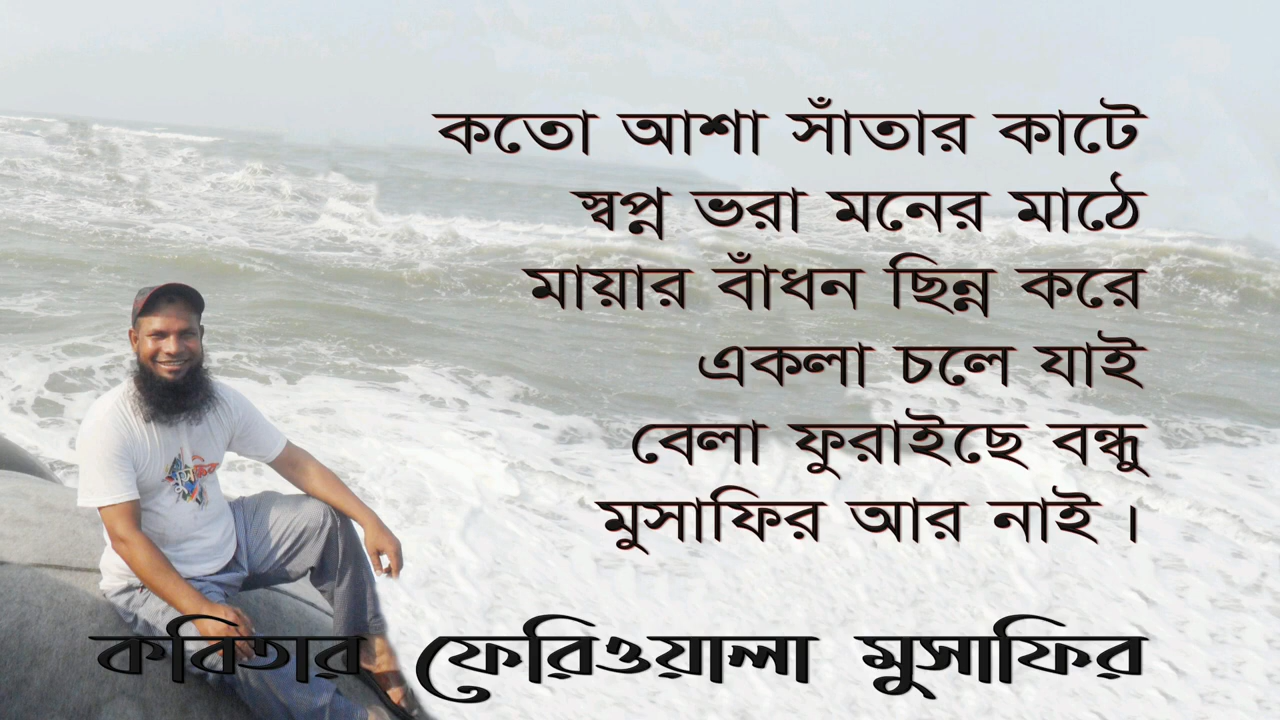 কতো আশা সাঁতার কাটে
স্বপ্ন ভরা মনের মাঠে
মায়ার বাঁধন ছিন্ন করে
একলা চলে যাই
বেলা ফুরাইছে বন্ধু
মুসাফির আর নাই ।
কবিতার ফেরিওয়ালা মুসাফির